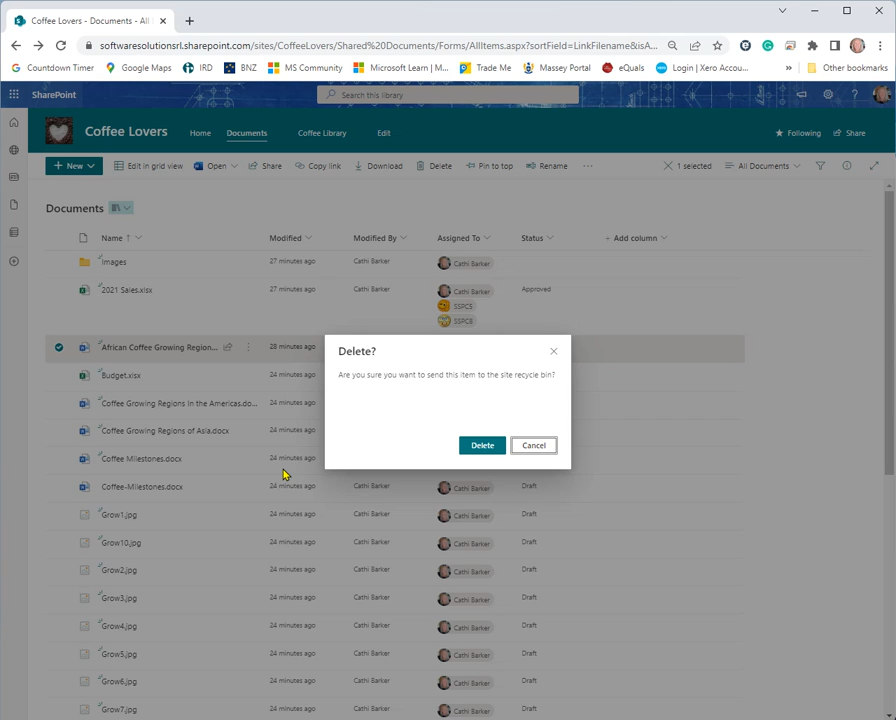 Coffee Lovers - Documents - All D
softwaresolutionsrl.sharepoint.com/sites/CoffeeLovers/Shared%20Documents/Forms/AllItems.aspx?sortField=LinkFilename&isA...
Countdown Timer Google Maps IRD BNZ MS Community Microsoft Learn | M... Trade Me Massey Portal eQuals Login | Xero Accou... » Other bookmarks
SharePoint Search this library ?
Coffee Lovers Home Documents Coffee Library Edit Following Share
+ New Edit in grid view Open Share Copy link Download Delete Pin to top Rename ... 1 selected All Documents
Documents
Name ↑ Modified Modified By Assigned To Status + Add column
Images 27 minutes ago Cathi Barker Cathi Barker
2021 Sales.xlsx 27 minutes ago Cathi Barker Cathi Barker Approved
SSPC5
SSPC8
African Coffee Growing Region... 28 minutes ago
Budget.xlsx 24 minutes ago
Coffee Growing Regions in the Americas.do... 24 minutes ago
Coffee Growing Regions of Asia.docx 24 minutes ago
Coffee Milestones.docx 24 minutes ago
Coffee-Milestones.docx 24 minutes ago Cathi Barker Cathi Barker Draft
Grow1.jpg 24 minutes ago Cathi Barker Cathi Barker Draft
Grow10.jpg 24 minutes ago Cathi Barker Cathi Barker Draft
Grow2.jpg 24 minutes ago Cathi Barker Cathi Barker Draft
Grow3.jpg 24 minutes ago Cathi Barker Cathi Barker Draft
Grow4.jpg 24 minutes ago Cathi Barker Cathi Barker Draft
Grow5.jpg 24 minutes ago Cathi Barker Cathi Barker Draft
Grow6.jpg 24 minutes ago Cathi Barker Cathi Barker Draft
Grow7.jpg 24 minutes ago Cathi Barker Cathi Barker Draft
Delete?
Are you sure you want to send this item to the site recycle bin?
Delete Cancel